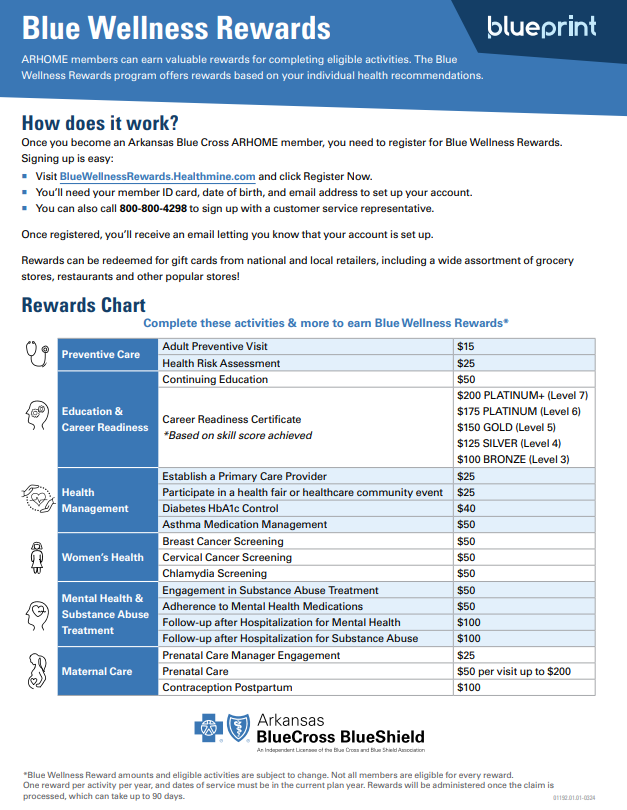 Blue Wellness Rewards
blueprint
ARHOME members can earn valuable rewards for completing eligible activities. The Blue
Wellness Rewards program offers rewards based on your individual health recommendations.
How does it work?
Once you become an Arkansas Blue Cross ARHOME member, you need to register for Blue Wellness Rewards.
Signing up is easy:
▪ Visit BlueWellnessRewards.Healthmine.com and click Register Now.
▪ You'll need your member ID card, date of birth, and email address to set up your account.
▪ You can also call 800-800-4298 to sign up with a customer service representative.
Once registered, you'll receive an email letting you know that your account is set up.
Rewards can be redeemed for gift cards from national and local retailers, including a wide assortment of grocery
stores, restaurants and other popular stores!
Rewards Chart
Complete these activities & more to earn Blue Wellness Rewards*
Preventive Care
Adult Preventive Visit $15
Health Risk Assessment $25
Education &
Career Readiness
Continuing Education $50
Career Readiness Certificate
*Based on skill score achieved
$200 PLATINUM+ (Level 7)
$175 PLATINUM (Level 6)
$150 GOLD (Level 5)
$125 SILVER (Level 4)
$100 BRONZE (Level 3)
Health
Management
Establish a Primary Care Provider $25
Participate in a health fair or healthcare community event $25
Diabetes HbA1c Control $40
Asthma Medication Management $50
Women's Health
Breast Cancer Screening $50
Cervical Cancer Screening $50
Chlamydia Screening $50
Mental Health &
Substance Abuse
Treatment
Engagement in Substance Abuse Treatment $50
Adherence to Mental Health Medications $50
Follow-up after Hospitalization for Mental Health $100
Follow-up after Hospitalization for Substance Abuse $100
Maternal Care
Prenatal Care Manager Engagement $25
Prenatal Care $50 per visit up to $200
Contraception Postpartum $100
Arkansas
BlueCross BlueShield
An Independent Licensee of the Blue Cross and Blue Shield Association
*Blue Wellness Reward amounts and eligible activities are subject to change. Not all members are eligible for every reward.
One reward per activity per year, and dates of service must be in the current plan year. Rewards will be administered once the claim is
processed, which can take up to 90 days.
01192.01.01-0324